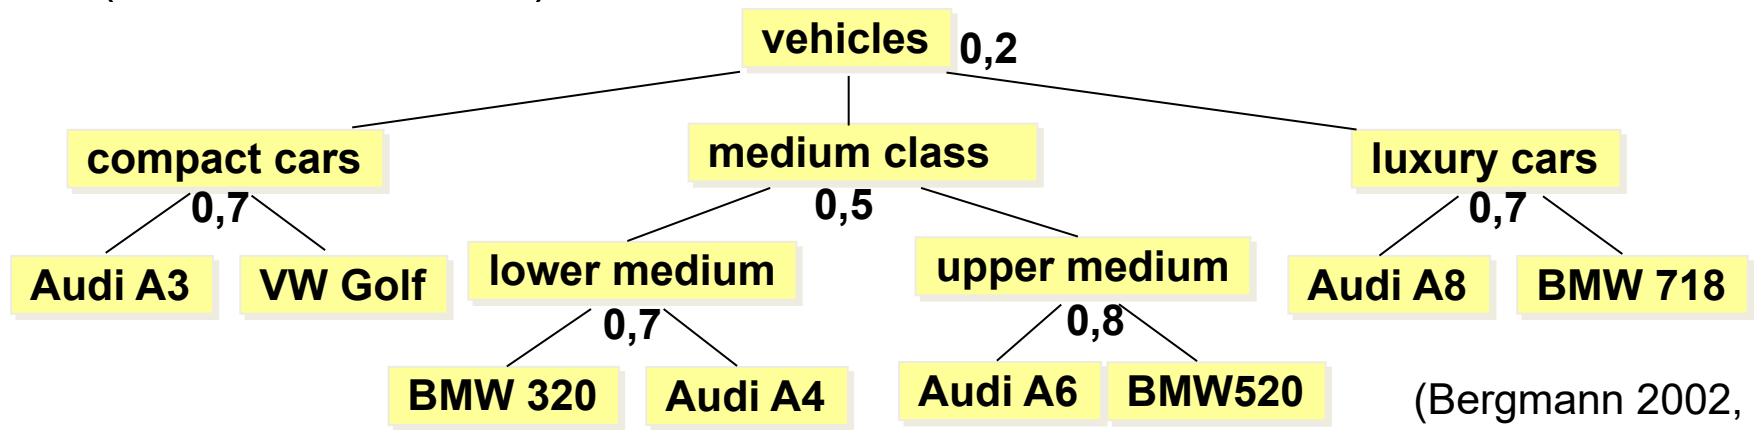 vehicles 0,2
compact cars medium class luxury cars
0,7 0,5 0,7
Audi A3 VW Golf lower medium upper medium Audi A8 BMW 718
0,7 0,8
BMW 320 Audi A4 Audi A6 BMW520
(Bergmann 2002,